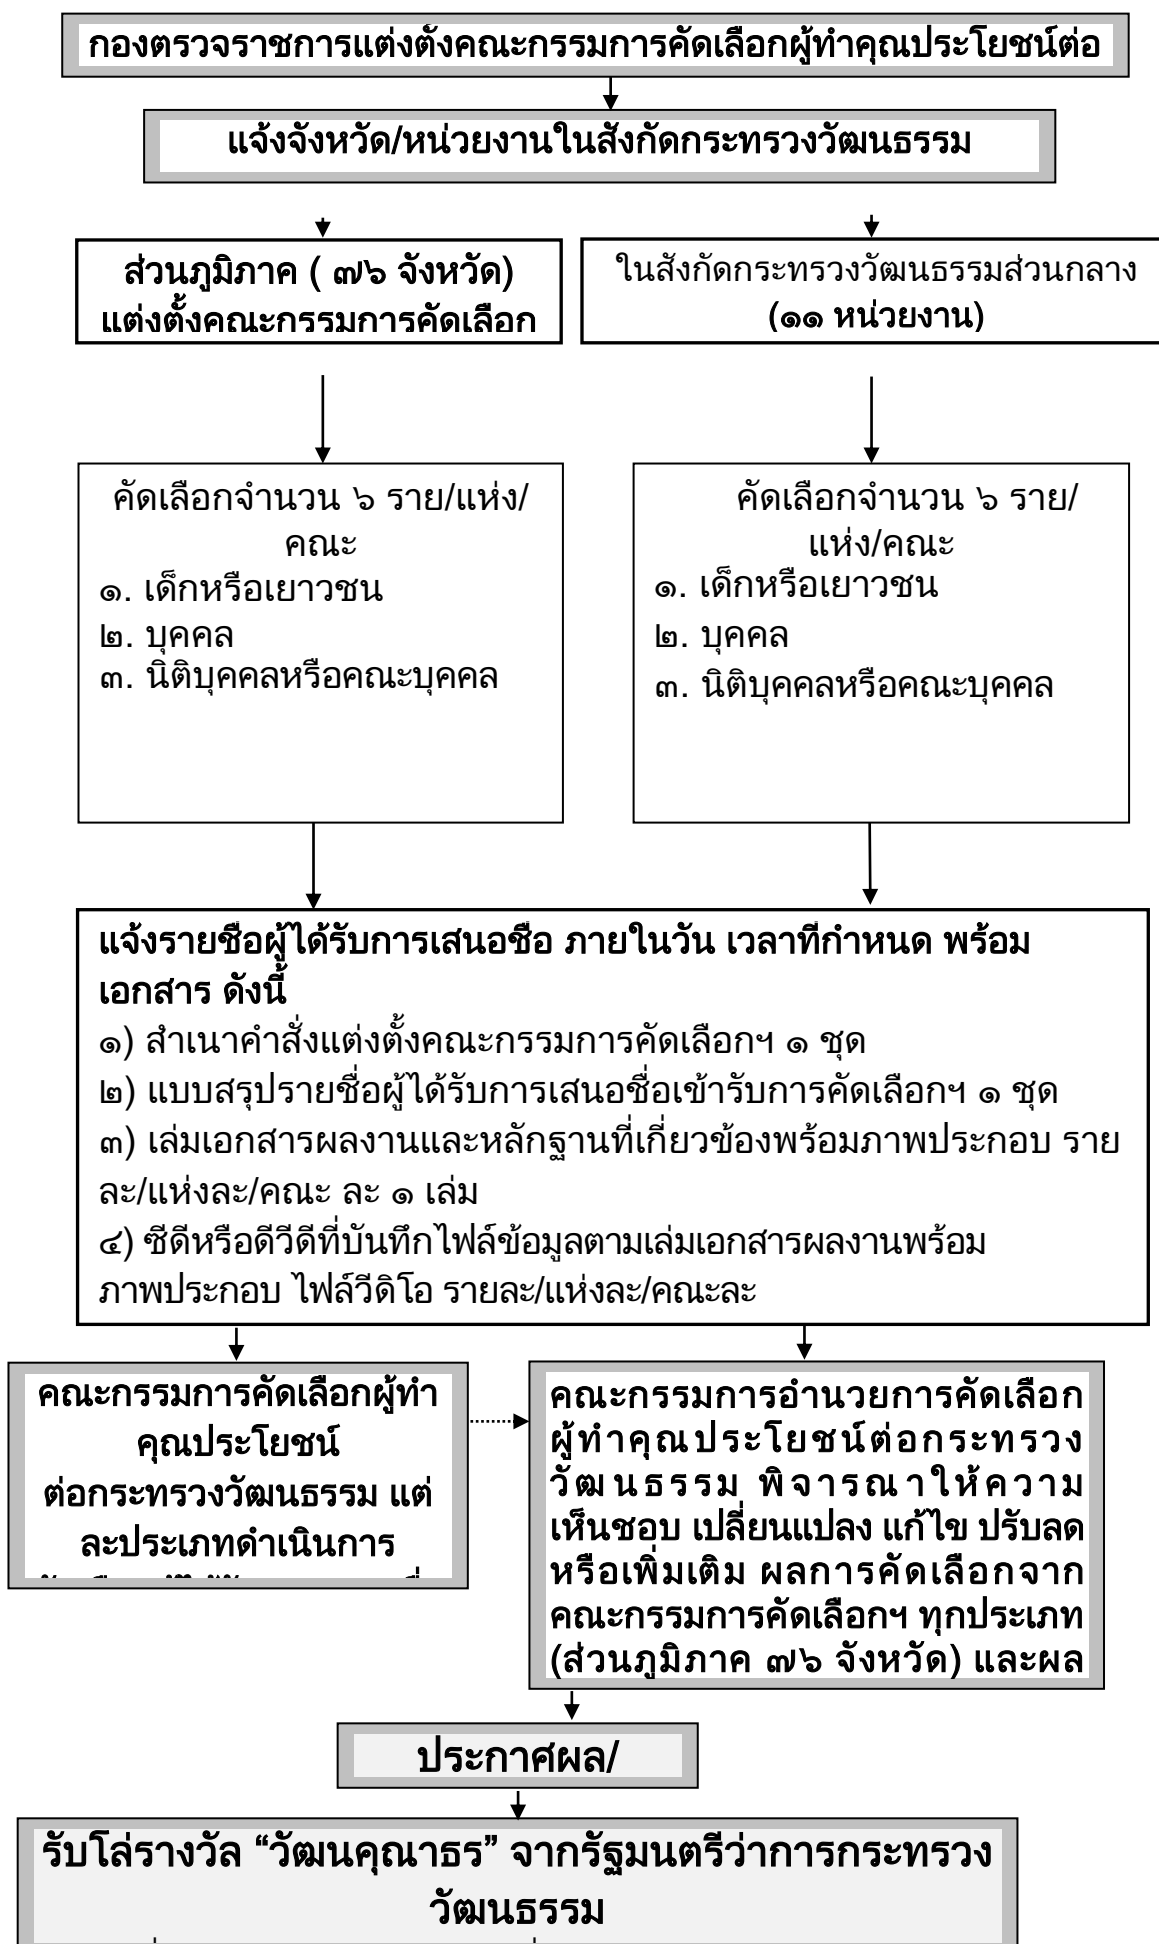 กองตรวจราชการแต่งตั้งคณะกรรมการคัดเลือกผู้ทำคุณประโยชน์ต่อ
แจ้งจังหวัด/หน่วยงานในสังกัดกระทรวงวัฒนธรรม
ส่วนภูมิภาค ( ๗๖ จังหวัด)
แต่งตั้งคณะกรรมการคัดเลือก
ในสังกัดกระทรวงวัฒนธรรมส่วนกลาง
(๑๑ หน่วยงาน)
คัดเลือกจำนวน ๖ ราย/แห่ง/
คณะ
๑. เด็กหรือเยาวชน
๒. บุคคล
๓. นิติบุคคลหรือคณะบุคคล
คัดเลือกจำนวน ๖ ราย/
แห่ง/คณะ
๑. เด็กหรือเยาวชน
๒. บุคคล
๓. นิติบุคคลหรือคณะบุคคล
แจ้งรายชื่อผู้ได้รับการเสนอชื่อ ภายในวัน เวลาที่กำหนด พร้อม
เอกสาร ดังนี้
๑) สำเนาคำสั่งแต่งตั้งคณะกรรมการคัดเลือกฯ ๑ ชุด
๒) แบบสรุปรายชื่อผู้ได้รับการเสนอชื่อเข้ารับการคัดเลือกฯ ๑ ชุด
๓) เล่มเอกสารผลงานและหลักฐานที่เกี่ยวข้องพร้อมภาพประกอบ ราย
ละ/แห่งละ/คณะ ละ ๑ เล่ม
๔) ซีดีหรือดีวีดีที่บันทึกไฟล์ข้อมูลตามเล่มเอกสารผลงานพร้อม
ภาพประกอบ ไฟล์วีดิโอ รายละ/แห่งละ/คณะละ
คณะกรรมการคัดเลือกผู้ทำ
คุณประโยชน์
ต่อกระทรวงวัฒนธรรม แต่
ละประเภทดำเนินการ
คณะกรรมการอำนวยการคัดเลือก
ผู้ทำคุณประโยชน์ต่อกระทรวง
วัฒนธรรม พิจารณาให้ความ
เห็นชอบ เปลี่ยนแปลง แก้ไข ปรับลด
หรือเพิ่มเติม ผลการคัดเลือกจาก
คณะกรรมการคัดเลือกฯ ทุกประเภท
(ส่วนภูมิภาค ๗๖ จังหวัด) และผล
ประกาศผล/
รับโล่รางวัล “วัฒนคุณาธร” จากรัฐมนตรีว่าการกระทรวง
วัฒนธรรม